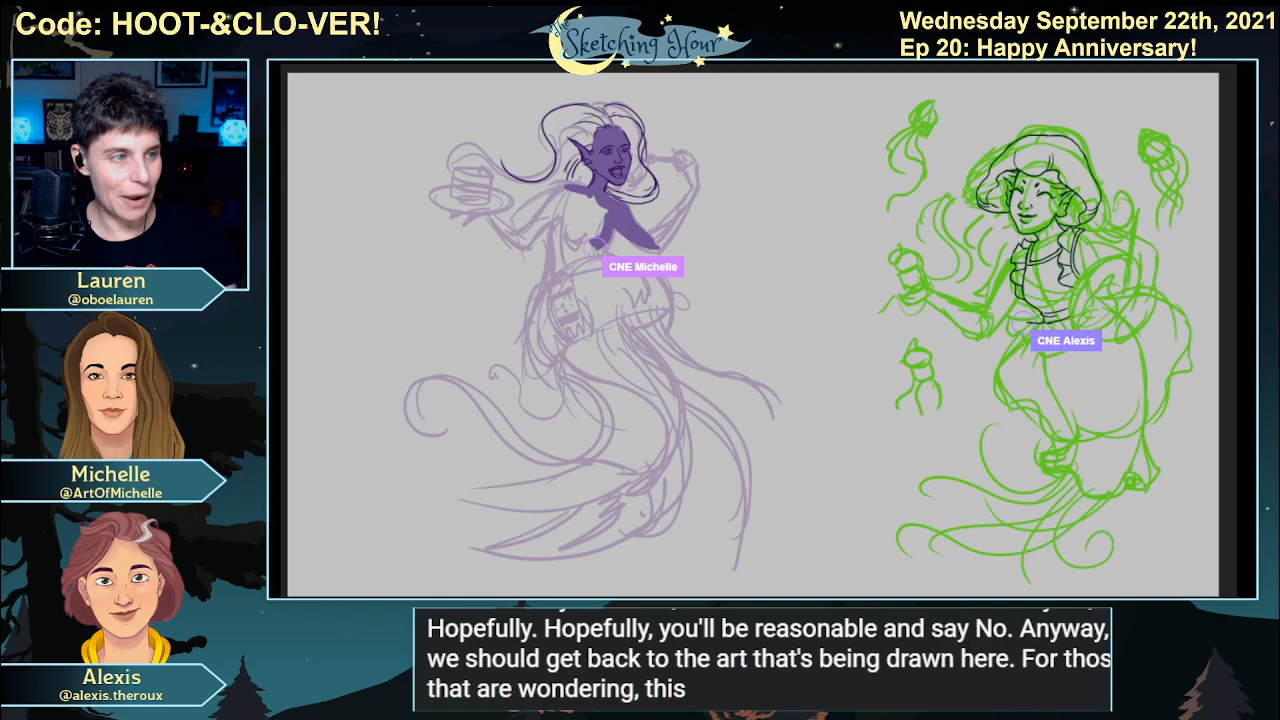 Code: HOOT-&CLO-VER!
The
Sketching Hour
Wednesday September 22th, 2021
Ep 20: Happy Anniversary!
Lauren
@oboelauren
Michelle
@ArtOfMichelle
Alexis
@alexis.theroux
CNE Michelle
CNE Alexis
Hopefully. Hopefully, you'll be reasonable and say No. Anyway,
we should get back to the art that's being drawn here. For thos
that are wondering, this